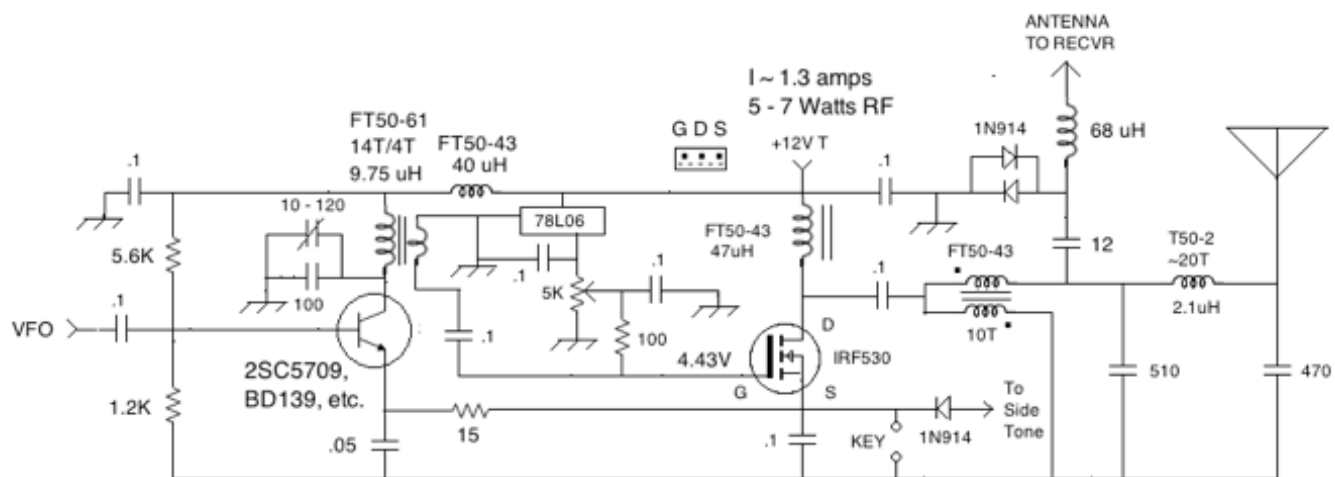 ANTENNA
TO RECVR
I ~ 1.3 amps
5 - 7 Watts RF
FT50-61
14T/4T
9.75 uH
FT50-43
40 uH
G D S
+12V T
1N914
68 uH
.1
.1
10 - 120
78L06
FT50-43
47uH
12
5.6K
.1
.1
FT50-43
T50-2
~20T
100
5K
.1
2.1uH
.1
VFO
.1
100
D
10T
4.43V
IRF530
510
470
2SC5709,
BD139, etc.
G
S
1.2K
To
Side
Tone
15
.05
.1
KEY
1N914